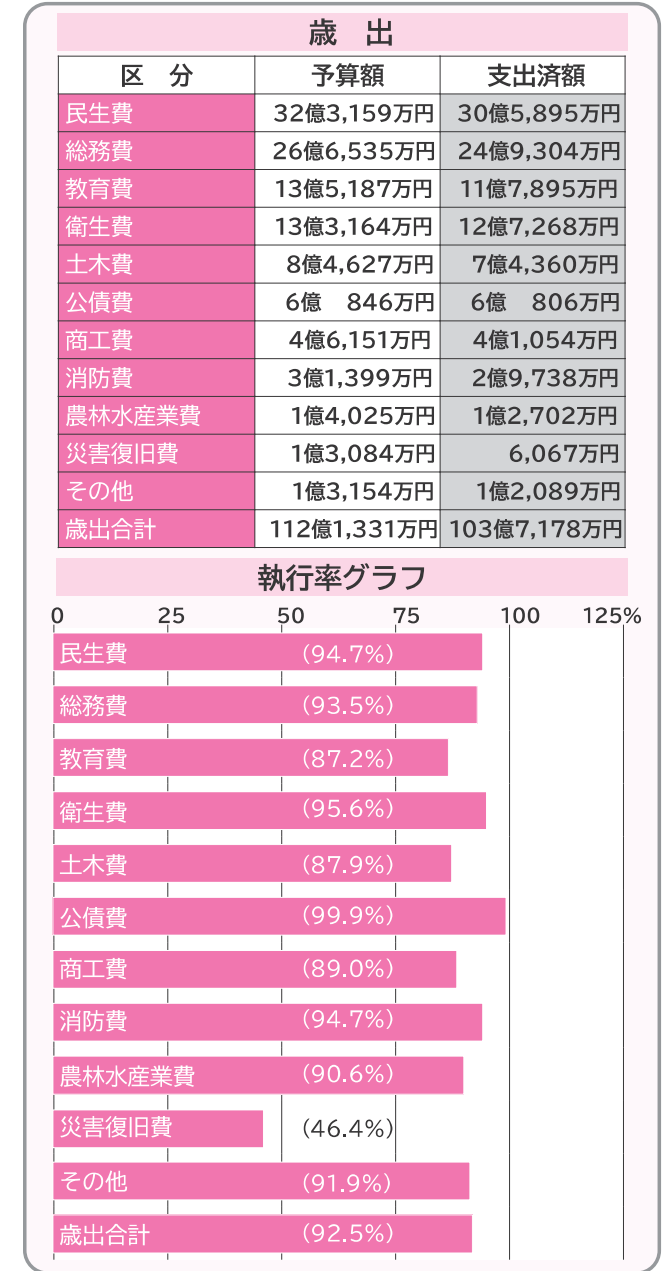 歳　出
区　分　予算額　支出済額
民生費　32億3,159万円　30億5,895万円
総務費　26億6,535万円　24億9,304万円
教育費　13億5,187万円　11億7,895万円
衛生費　13億3,164万円　12億7,268万円
土木費　8億4,627万円　7億4,360万円
公債費　6億　846万円　6億　806万円
商工費　4億6,151万円　4億1,054万円
消防費　3億1,399万円　2億9,738万円
農林水産業費　1億4,025万円　1億2,702万円
災害復旧費　1億3,084万円　6,067万円
その他　1億3,154万円　1億2,089万円
歳出合計　112億1,331万円　103億7,178万円
執行率グラフ
0　25　50　75　100　125%
民生費　(94.7%)
総務費　(93.5%)
教育費　(87.2%)
衛生費　(95.6%)
土木費　(87.9%)
公債費　(99.9%)
商工費　(89.0%)
消防費　(94.7%)
農林水産業費　(90.6%)
災害復旧費　(46.4%)
その他　(91.9%)
歳出合計　(92.5%)